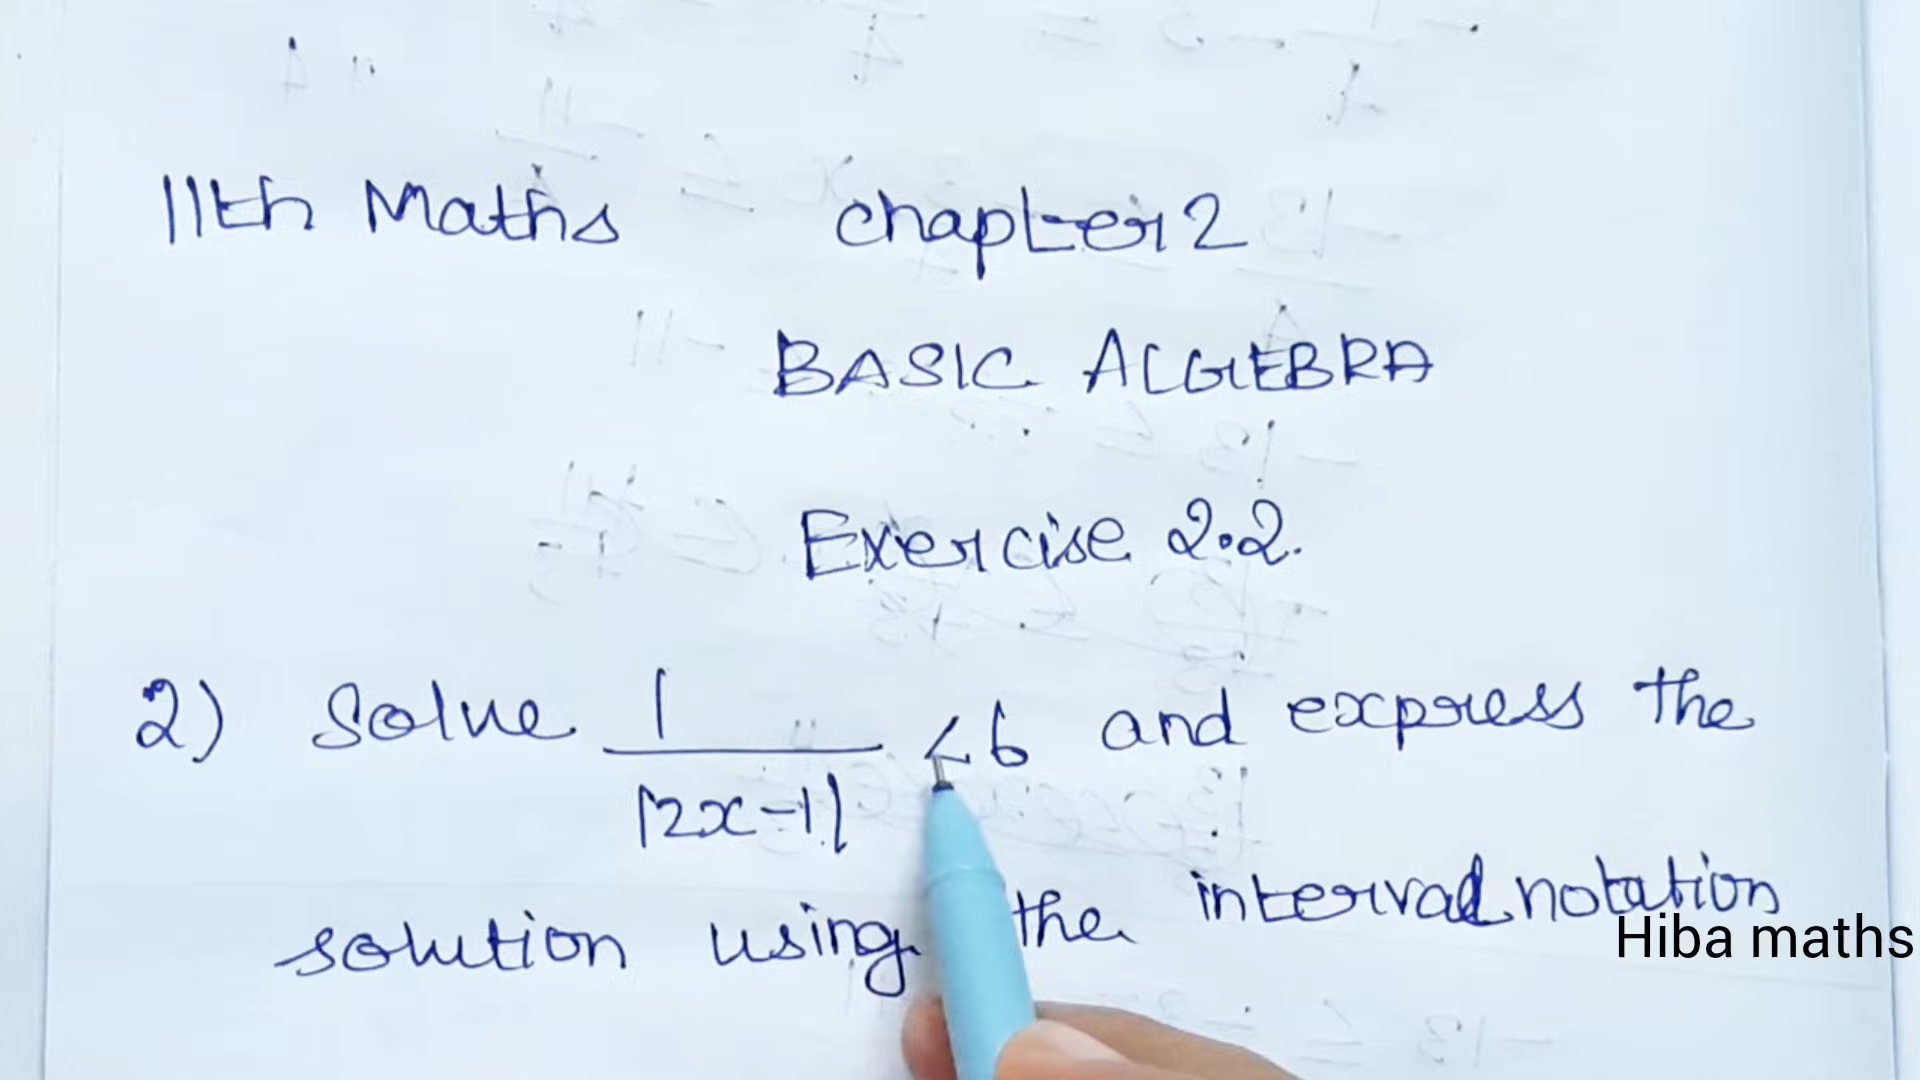 11th Maths chapter 2
BASIC ALGEBRA
Exercise 2.2.
2) Solve 1/|2x-1| <6 and express the
solution using the interval notation
Hiba maths